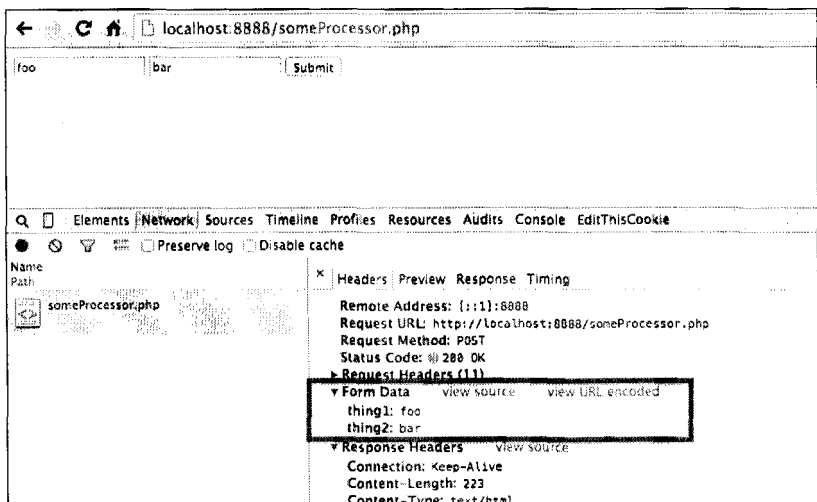 localhost:8888/someProcessor.php
foo bar Submit
Elements Network Sources Timeline Profiles Resources Audits Console EditThisCookie
Preserve log Disable cache
Name
Path
× Headers Preview Response Timing
someProcessor.php
Remote Address: [::1]:8888
Request URL: http://localhost:8888/someProcessor.php
Request Method: POST
Status Code: 200 OK
Request Headers (11)
Form Data view source view URL encoded
thing1: foo
thing2: bar
Response Headers view source
Connection: Keep-Alive
Content-Length: 223
Content-Type: text/html